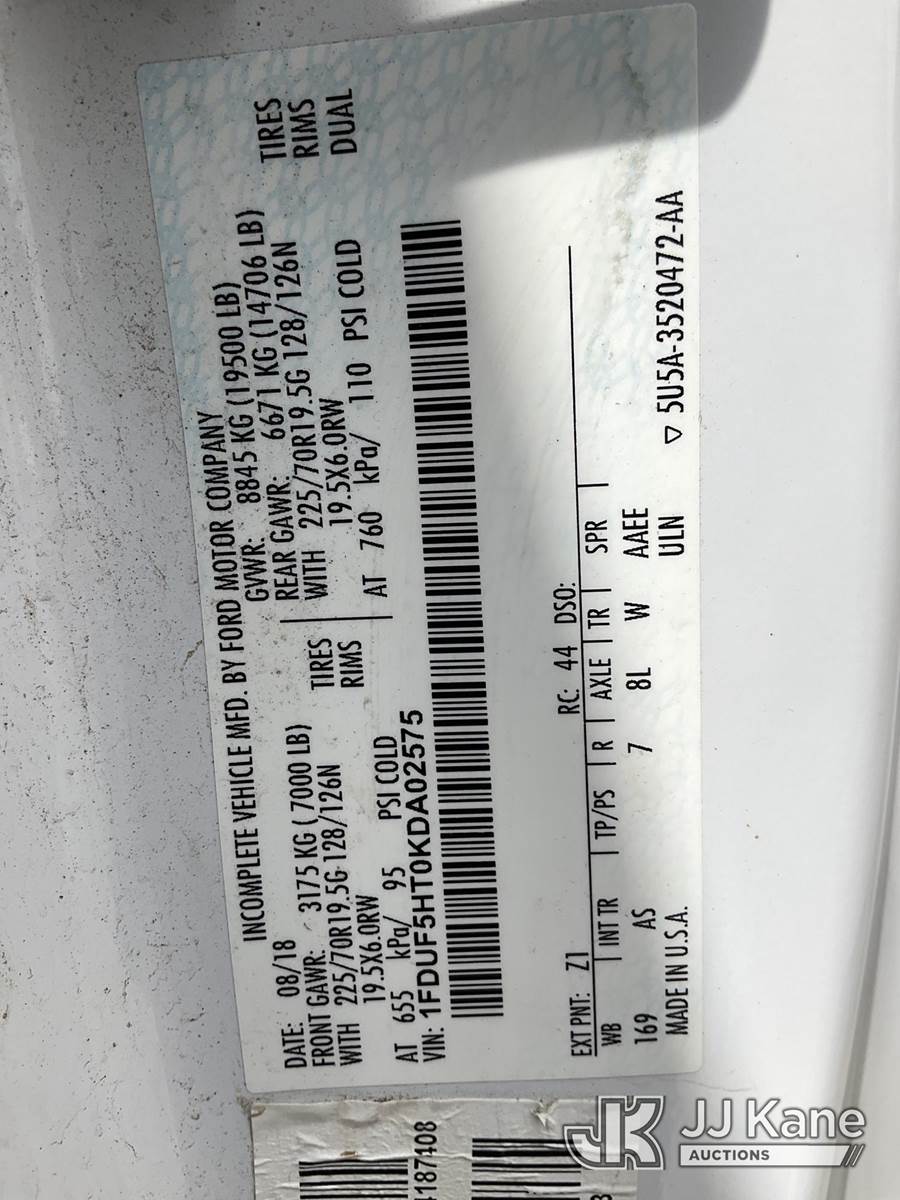 INCOMPLETE VEHICLE MFD. BY FORD MOTOR COMPANY
DATE: 08/18 GVWR: 8845 KG (19500 LB)
FRONT GAWR: 3175 KG (7000 LB) REAR GAWR: 6671 KG (14706 LB)
WITH 225/70R19.5G 128/126N TIRES WITH 225/70R19.5G 128/126N TIRES
19.5X6.0RW RIMS 19.5X6.0RW RIMS
AT 655 kPa/ 95 PSI COLD AT 760 kPa/ 110 PSI COLD DUAL
VIN: 1FDUF5HT0KDA02575
EXT PNT: Z1 RC: 44 DSO:
WB INT TR TP/PS R AXLE TR SPR
169 AS 7 8L W AAEE
MADE IN U.S.A. ULN ▽ 5U5A-3520472-AA
187408
JK JJ Kane
AUCTIONS